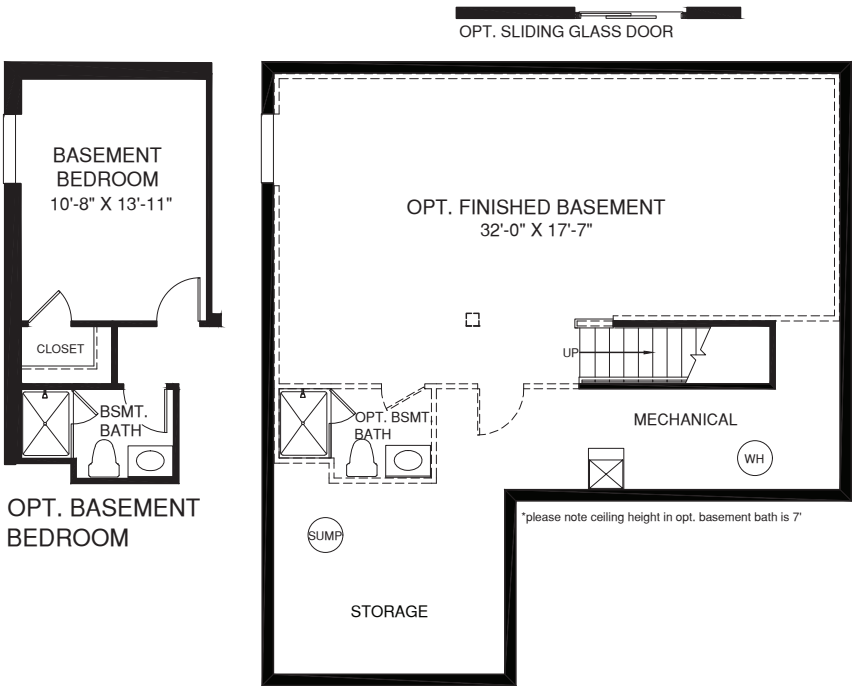 OPT. SLIDING GLASS DOOR
BASEMENT
BEDROOM
10'-8" X 13'-11"
CLOSET
BSMT.
BATH
OPT. BASEMENT
BEDROOM
OPT. FINISHED BASEMENT
32'-0" X 17'-7"
UP
OPT. BSMT.
BATH
MECHANICAL
WH
*please note ceiling height in opt. basement bath is 7'
SUMP
STORAGE